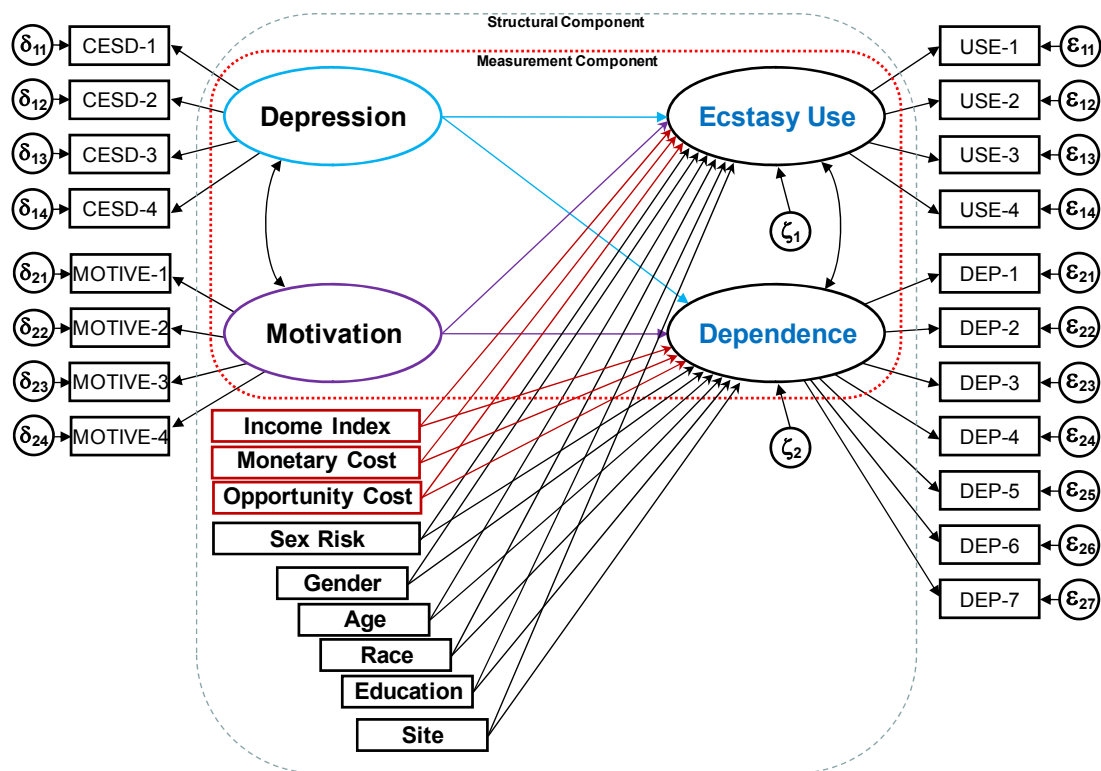 Structural Component
Measurement Component
δ11
CESD-1
δ12
CESD-2
δ13
CESD-3
δ14
CESD-4
δ21
MOTIVE-1
δ22
MOTIVE-2
δ23
MOTIVE-3
δ24
MOTIVE-4
Depression
Motivation
Income Index
Monetary Cost
Opportunity Cost
Sex Risk
Gender
Age
Race
Education
Site
Ecstasy Use
ζ1
Dependence
ζ2
USE-1
ε11
USE-2
ε12
USE-3
ε13
USE-4
ε14
DEP-1
ε21
DEP-2
ε22
DEP-3
ε23
DEP-4
ε24
DEP-5
ε25
DEP-6
ε26
DEP-7
ε27